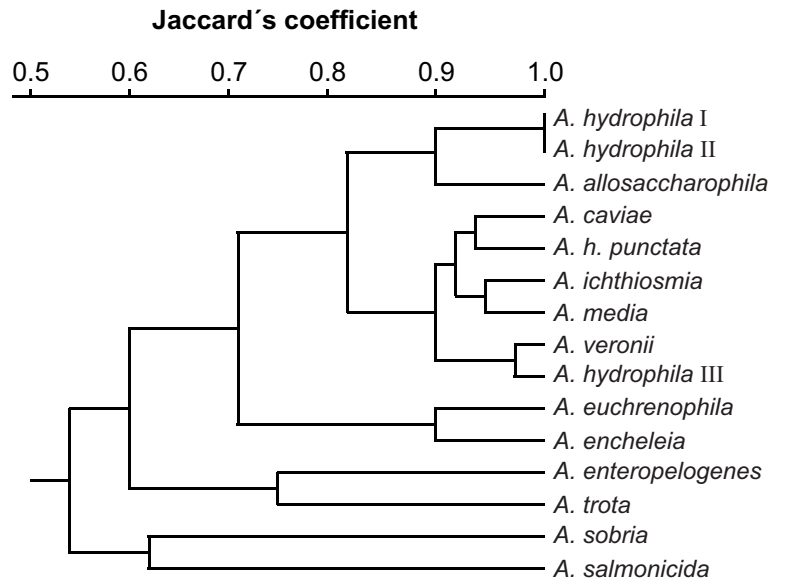 Jaccard´s coefficient
0.5 0.6 0.7 0.8 0.9 1.0
A. hydrophila I
A. hydrophila II
A. allosaccharophila
A. caviae
A. h. punctata
A. ichthiosmia
A. media
A. veronii
A. hydrophila III
A. euchrenophila
A. encheleia
A. enteropelogenes
A. trota
A. sobria
A. salmonicida